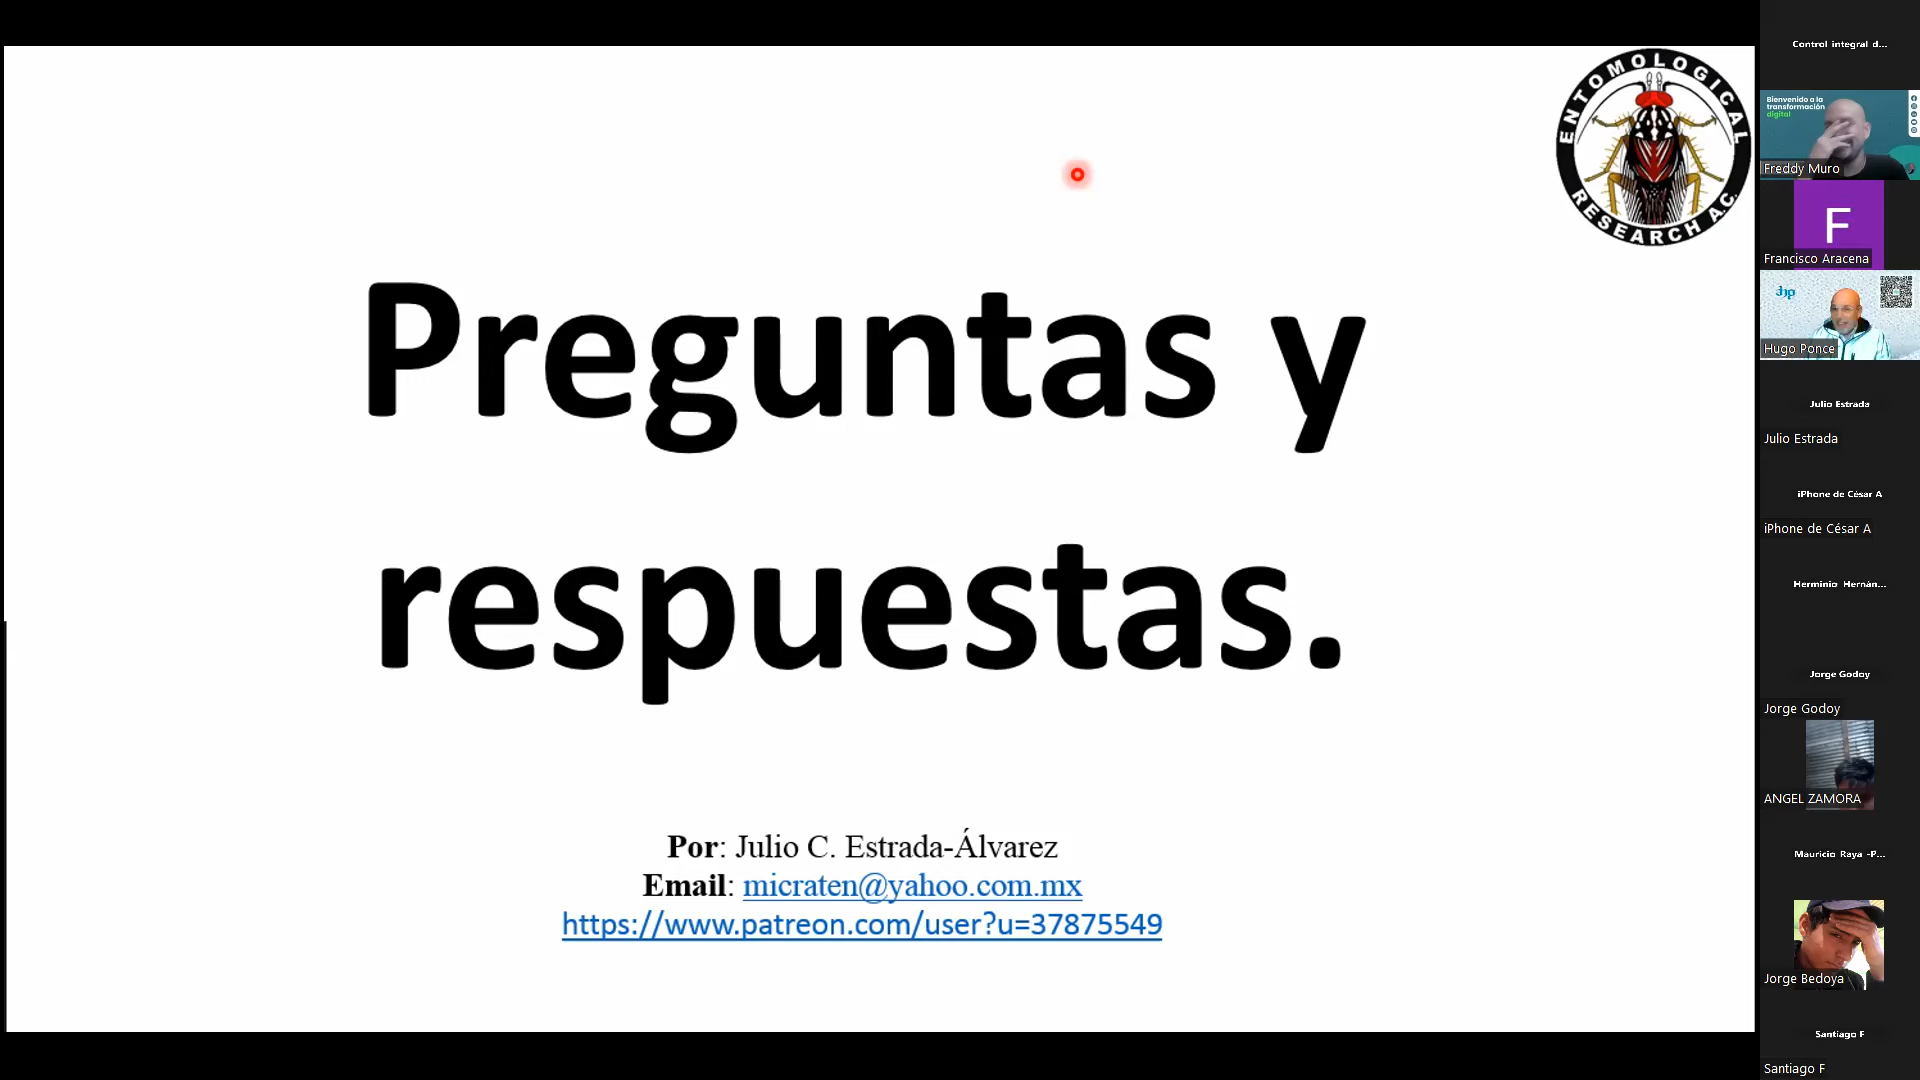 ENTOMOLOGICAL
RESEARCH A.C.
Preguntas y
respuestas.
Por: Julio C. Estrada-Álvarez
Email: micraten@yahoo.com.mx
https://www.patreon.com/user?u=37875549
Control integral d...
Bienvenido a la
transformación
digital
Freddy Muro
F
Francisco Aracena
Hugo Ponce
Julio Estrada
Julio Estrada
iPhone de César A
iPhone de César A
Herminio Hernán...
Jorge Godoy
Jorge Godoy
ANGEL ZAMORA
Mauricio Raya -P...
Jorge Bedoya
Santiago F
Santiago F